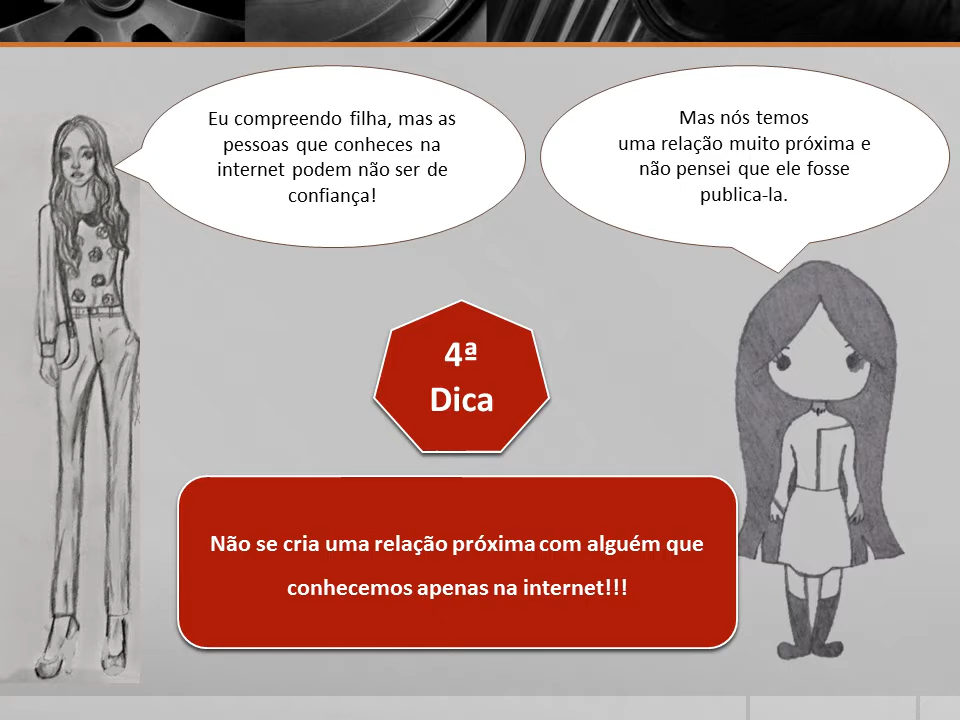 Eu compreendo filha, mas as
pessoas que conheces na
internet podem não ser de
confiança!
Mas nós temos
uma relação muito próxima e
não pensei que ele fosse
publica-la.
4ª
Dica
Não se cria uma relação próxima com alguém que
conhecemos apenas na internet!!!